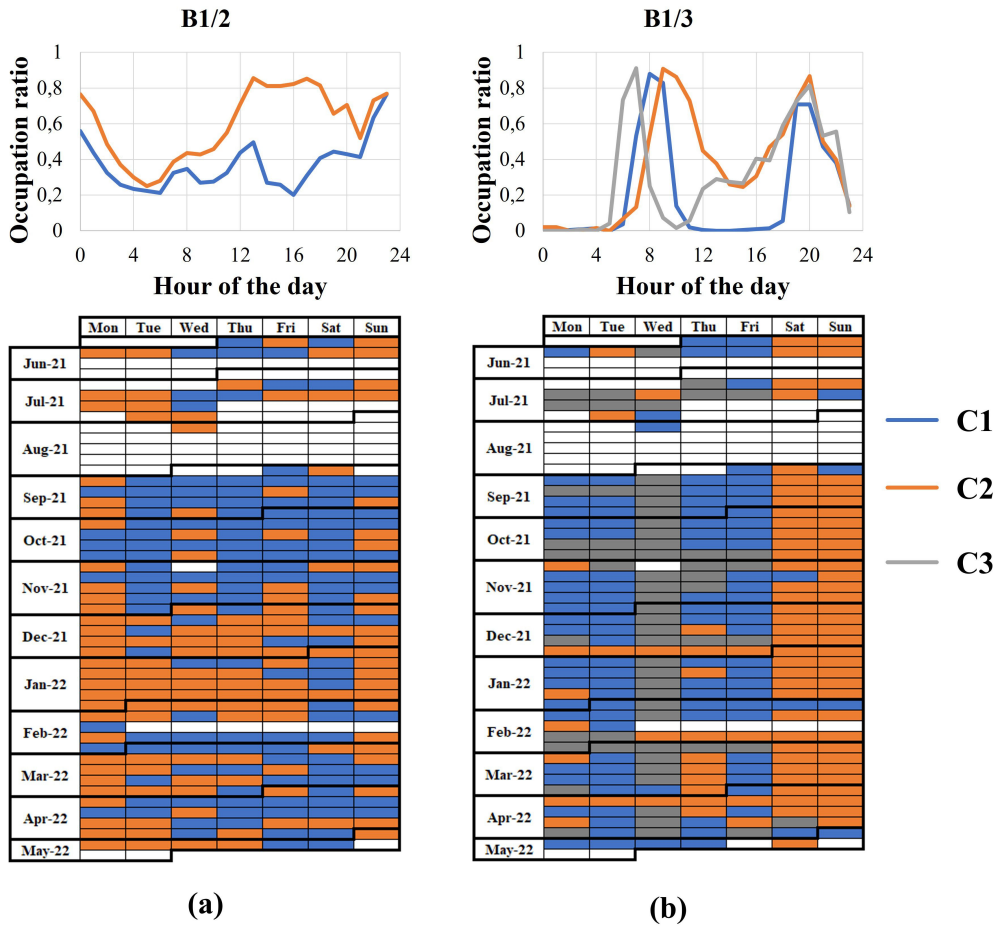 B1/2
B1/3
1
0,8
0,6
0,4
0,2
0
Occupation ratio
0 4 8 12 16 20 24
Hour of the day
1
0,8
0,6
0,4
0,2
0
Occupation ratio
0 4 8 12 16 20 24
Hour of the day
Mon Tue Wed Thu Fri Sat Sun
Jun-21
Jul-21
Aug-21
Sep-21
Oct-21
Nov-21
Dec-21
Jan-22
Feb-22
Mar-22
Apr-22
May-22
Mon Tue Wed Thu Fri Sat Sun
Jun-21
Jul-21
Aug-21
Sep-21
Oct-21
Nov-21
Dec-21
Jan-22
Feb-22
Mar-22
Apr-22
May-22
C1
C2
C3
(a)
(b)